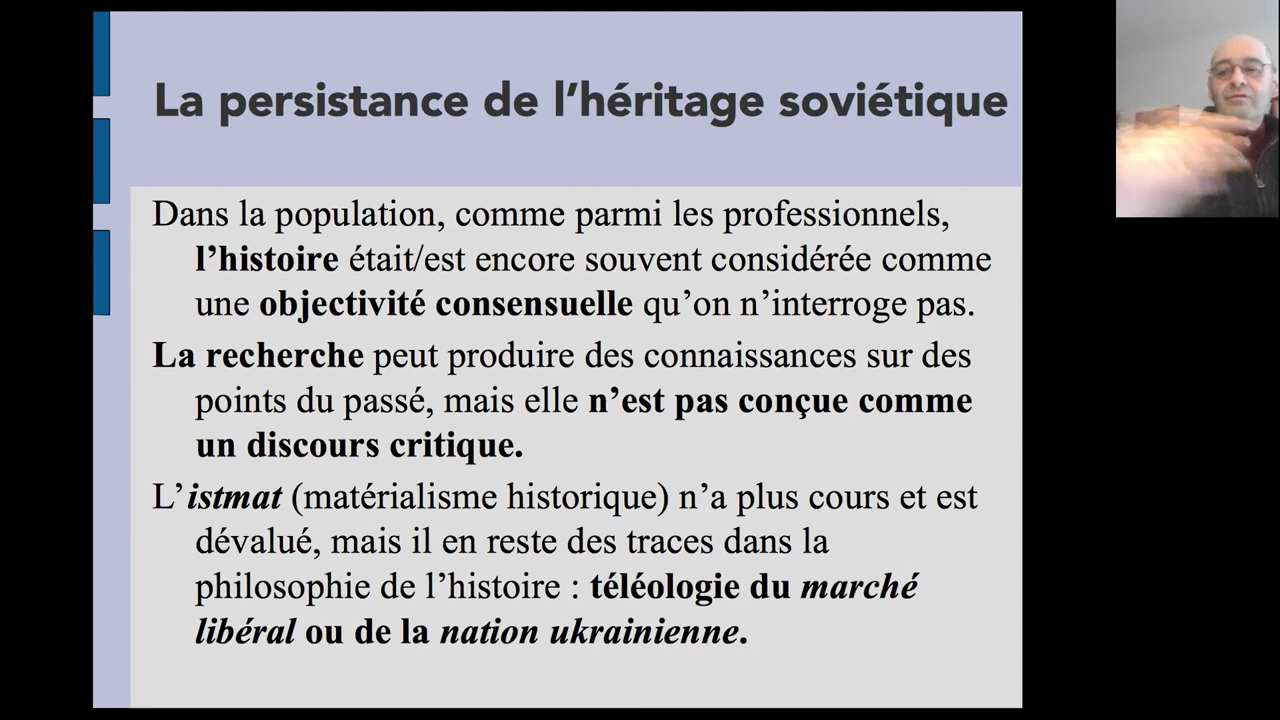 La persistance de l’héritage soviétique
Dans la population, comme parmi les professionnels,
l’histoire était/est encore souvent considérée comme
une objectivité consensuelle qu’on n’interroge pas.
La recherche peut produire des connaissances sur des
points du passé, mais elle n’est pas conçue comme
un discours critique.
L’istmat (matérialisme historique) n’a plus cours et est
dévalué, mais il en reste des traces dans la
philosophie de l’histoire : téléologie du marché
libéral ou de la nation ukrainienne.